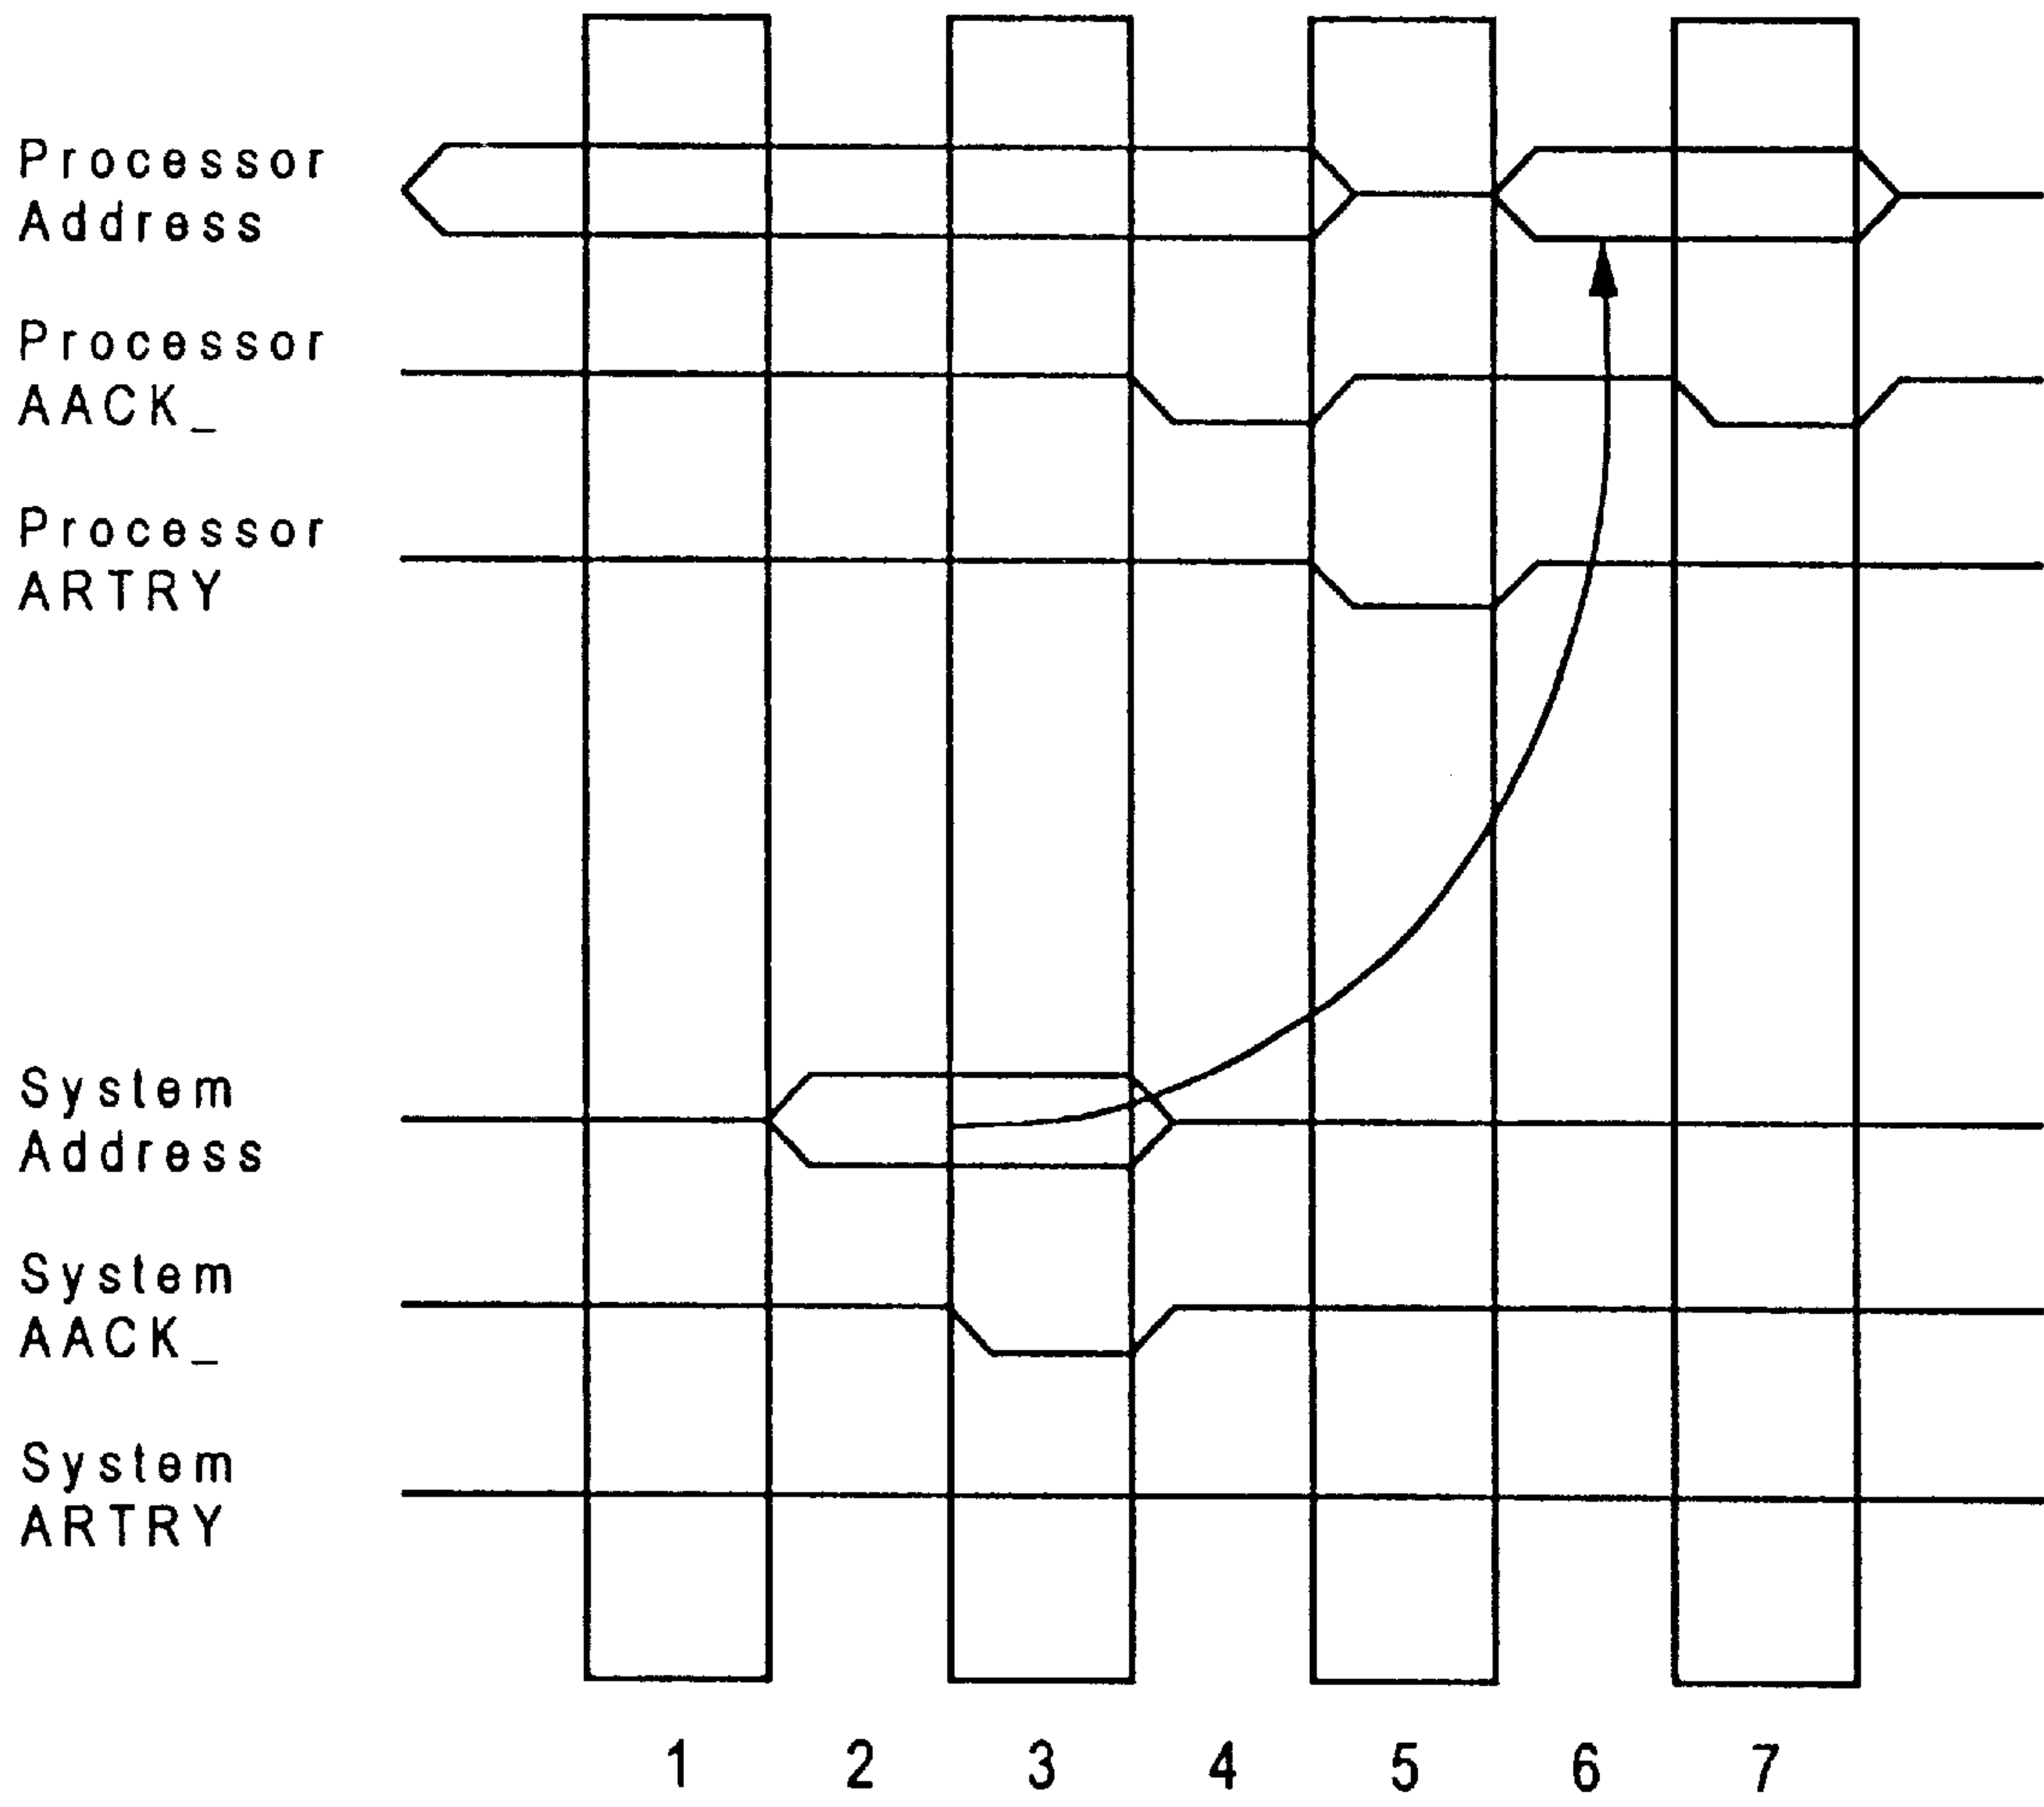 Processor
Address
Processor
AACK_
Processor
ARTRY
System
Address
System
AACK_
System
ARTRY
1 2 3 4 5 6 7